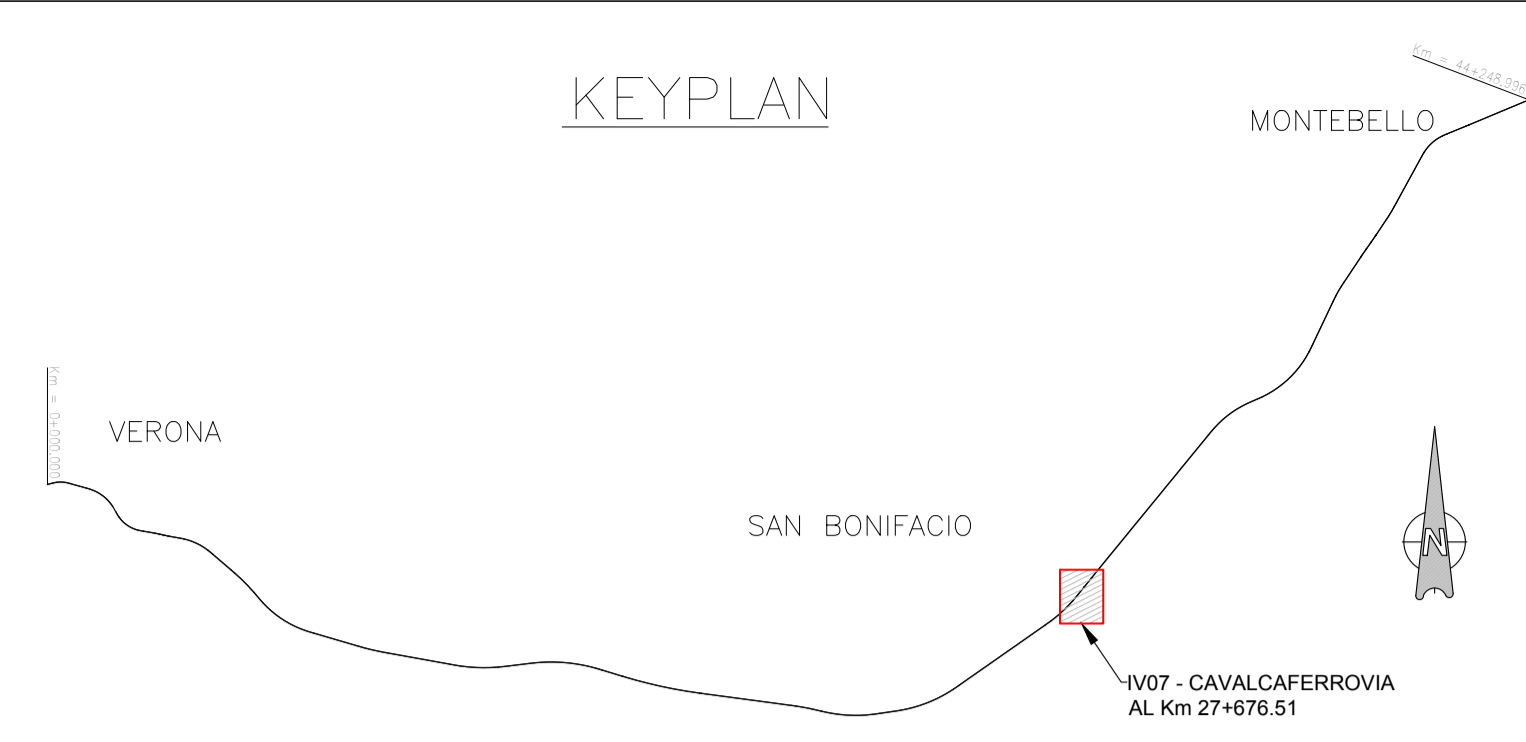 KEYPLAN
Km = 44+248.996
MONTEBELLO
Km = 0+000.000
VERONA
SAN BONIFACIO
N
IV07 - CAVALCAFERROVIA
AL Km 27+676.51